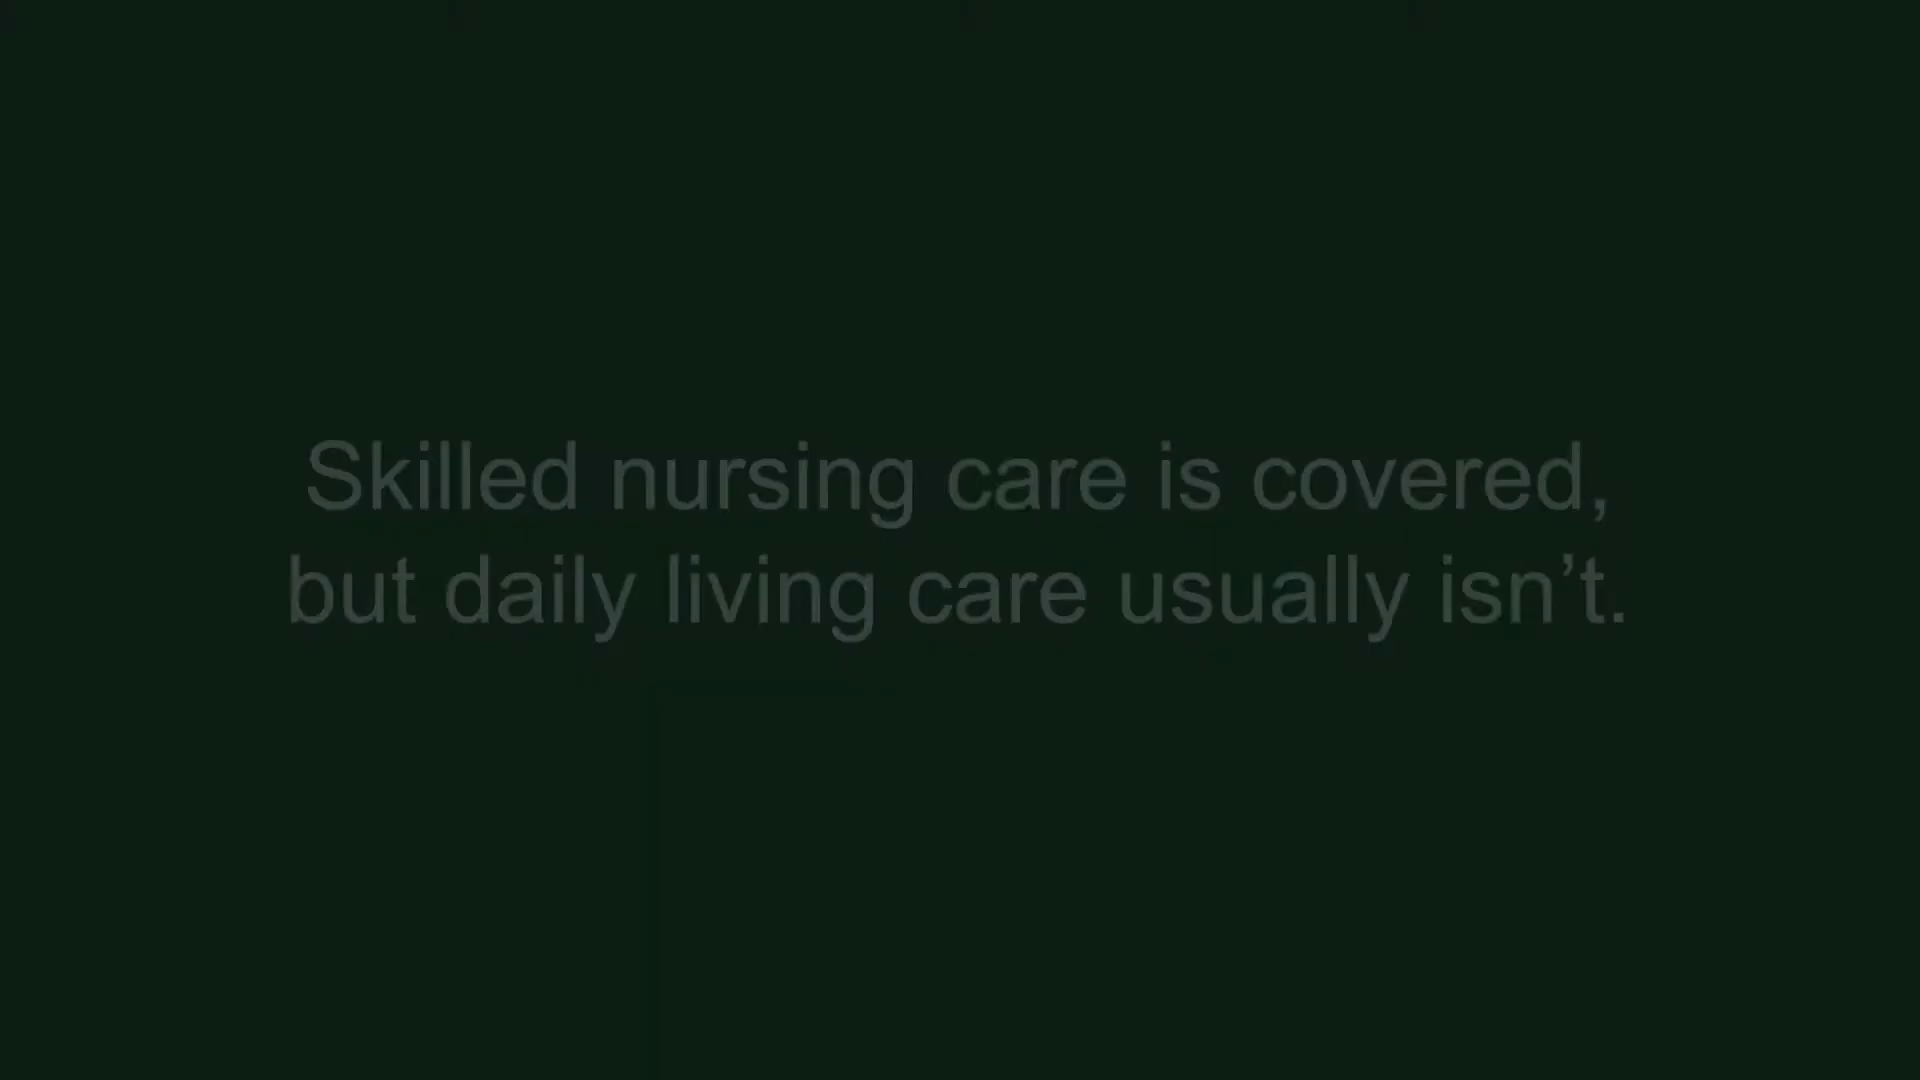 Skilled nursing care is covered,
but daily living care usually isn’t.